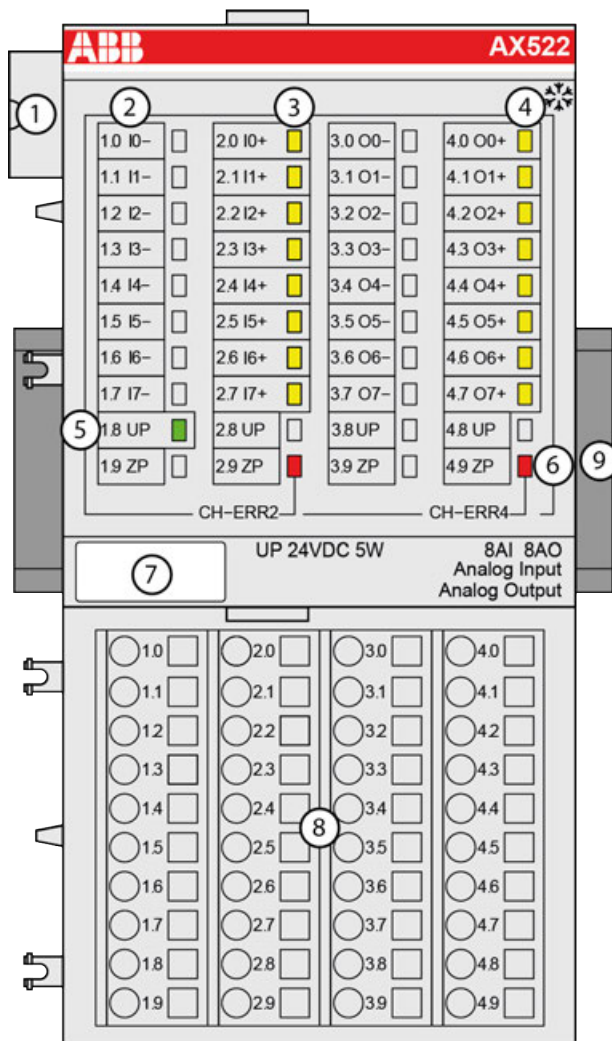 ABB AX522
1 2 3 4
1.0 I0- 2.0 I0+ 3.0 O0- 4.0 O0+
1.1 I1- 2.1 I1+ 3.1 O1- 4.1 O1+
1.2 I2- 2.2 I2+ 3.2 O2- 4.2 O2+
1.3 I3- 2.3 I3+ 3.3 O3- 4.3 O3+
1.4 I4- 2.4 I4+ 3.4 O4- 4.4 O4+
1.5 I5- 2.5 I5+ 3.5 O5- 4.5 O5+
1.6 I6- 2.6 I6+ 3.6 O6- 4.6 O6+
1.7 I7- 2.7 I7+ 3.7 O7- 4.7 O7+
5 1.8 UP 2.8 UP 3.8 UP 4.8 UP
1.9 ZP 2.9 ZP 3.9 ZP 4.9 ZP 6 9
CH-ERR2 CH-ERR4
7 UP 24VDC 5W 8AI 8AO
Analog Input
Analog Output
1.0 2.0 3.0 4.0
1.1 2.1 3.1 4.1
1.2 2.2 3.2 4.2
1.3 2.3 3.3 4.3
1.4 2.4 3.4 4.4
8
1.5 2.5 3.5 4.5
1.6 2.6 3.6 4.6
1.7 2.7 3.7 4.7
1.8 2.8 3.8 4.8
1.9 2.9 3.9 4.9